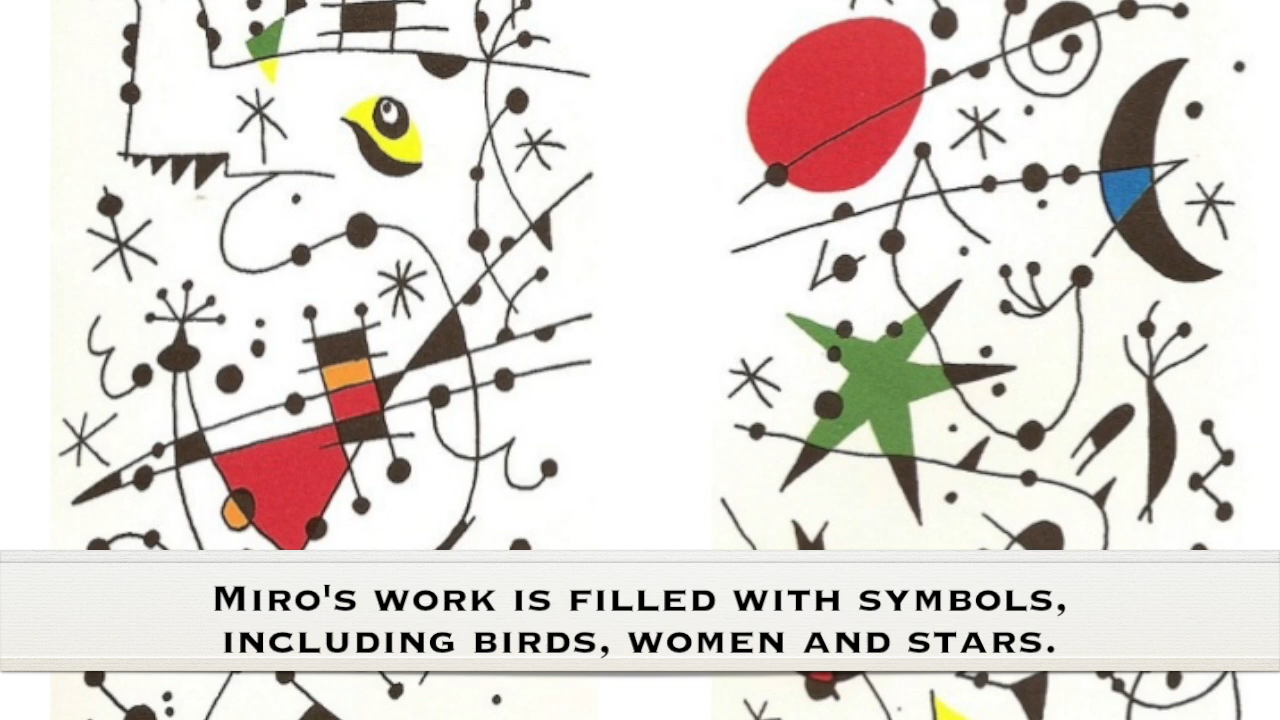 Miro's work is filled with symbols,
including birds, women and stars.